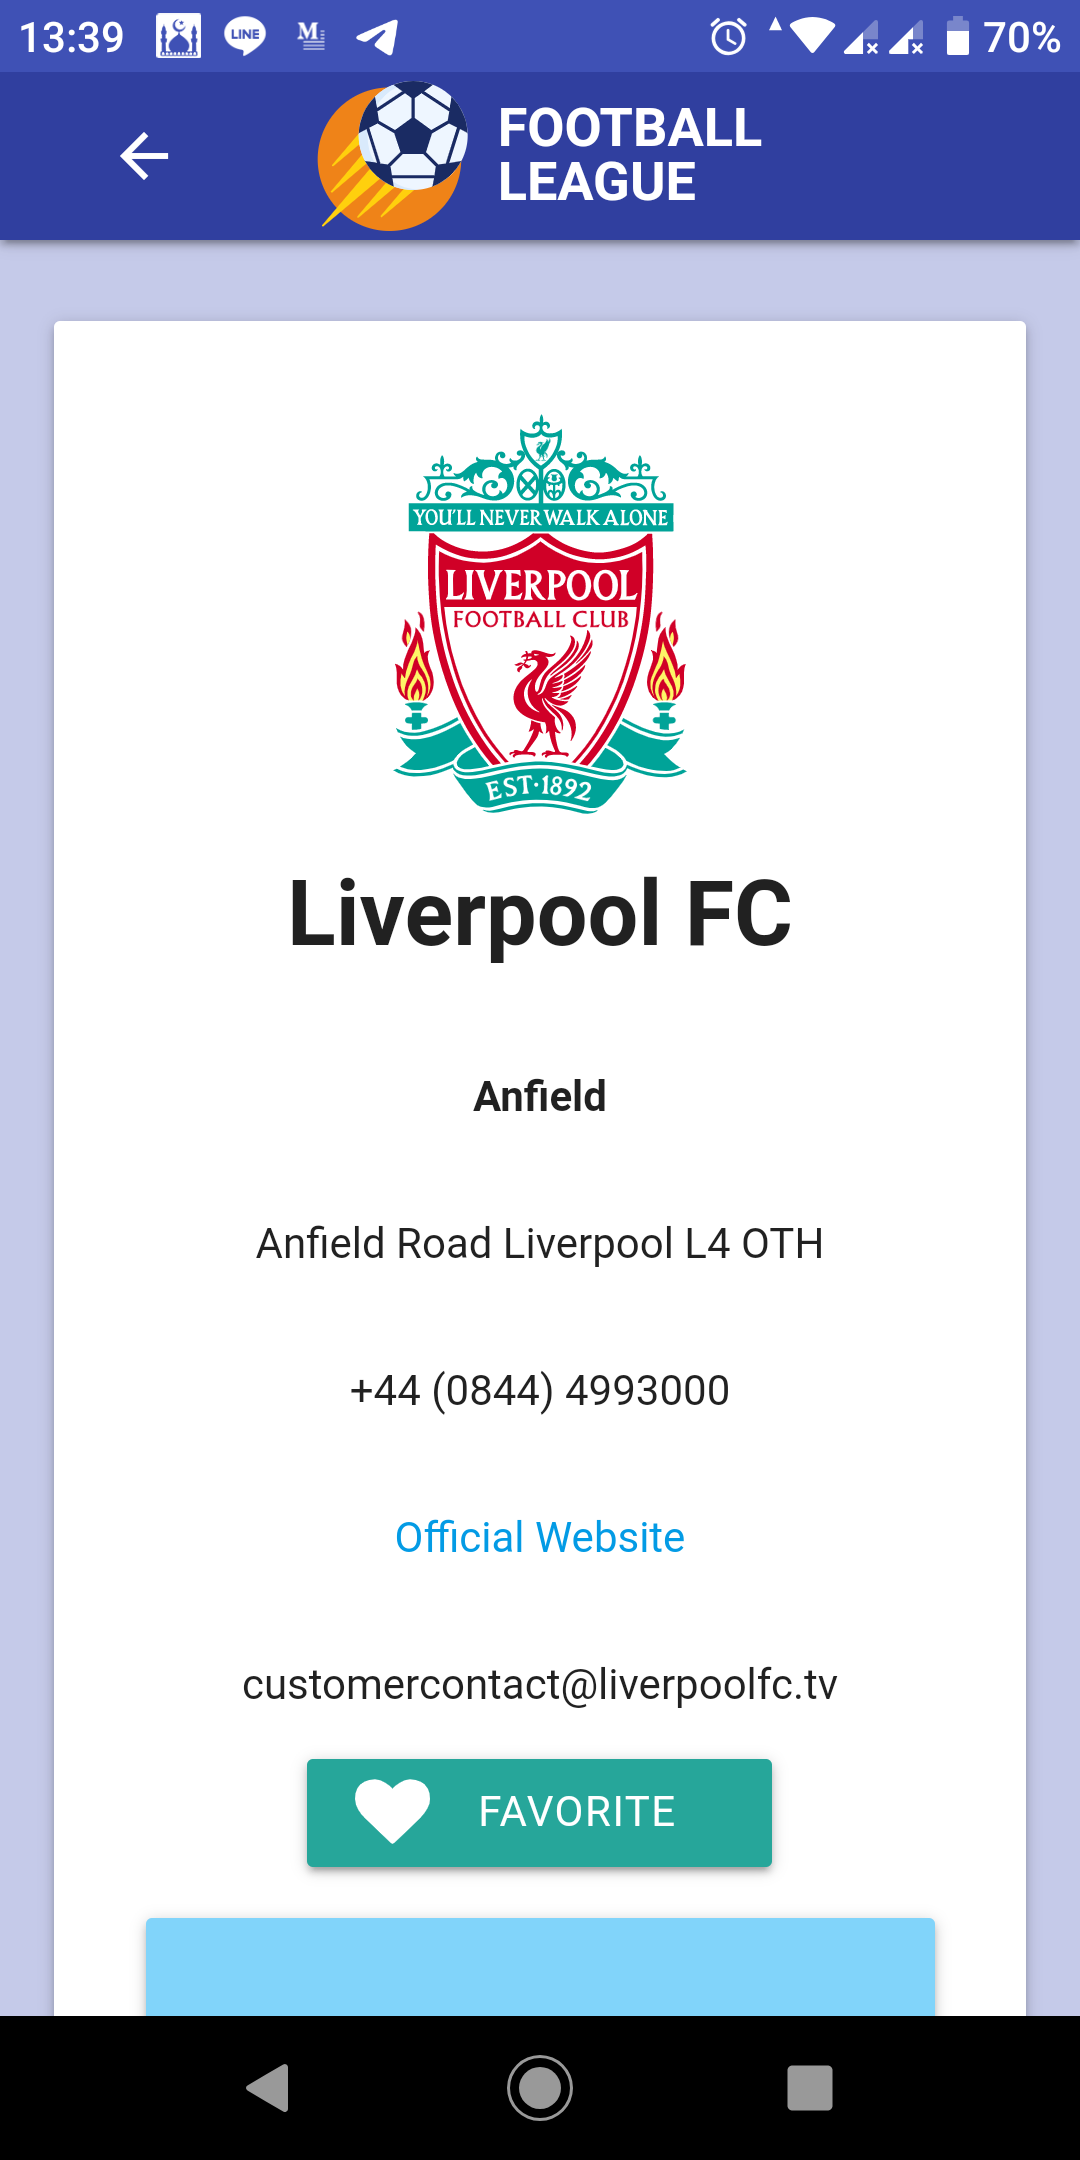 13:39
LINE
M
70%
FOOTBALL
LEAGUE
YOU'LL NEVER WALK ALONE
LIVERPOOL
FOOTBALL CLUB
EST·1892
Liverpool FC
Anfield
Anfield Road Liverpool L4 OTH
+44 (0844) 4993000
Official Website
customercontact@liverpoolfc.tv
FAVORITE